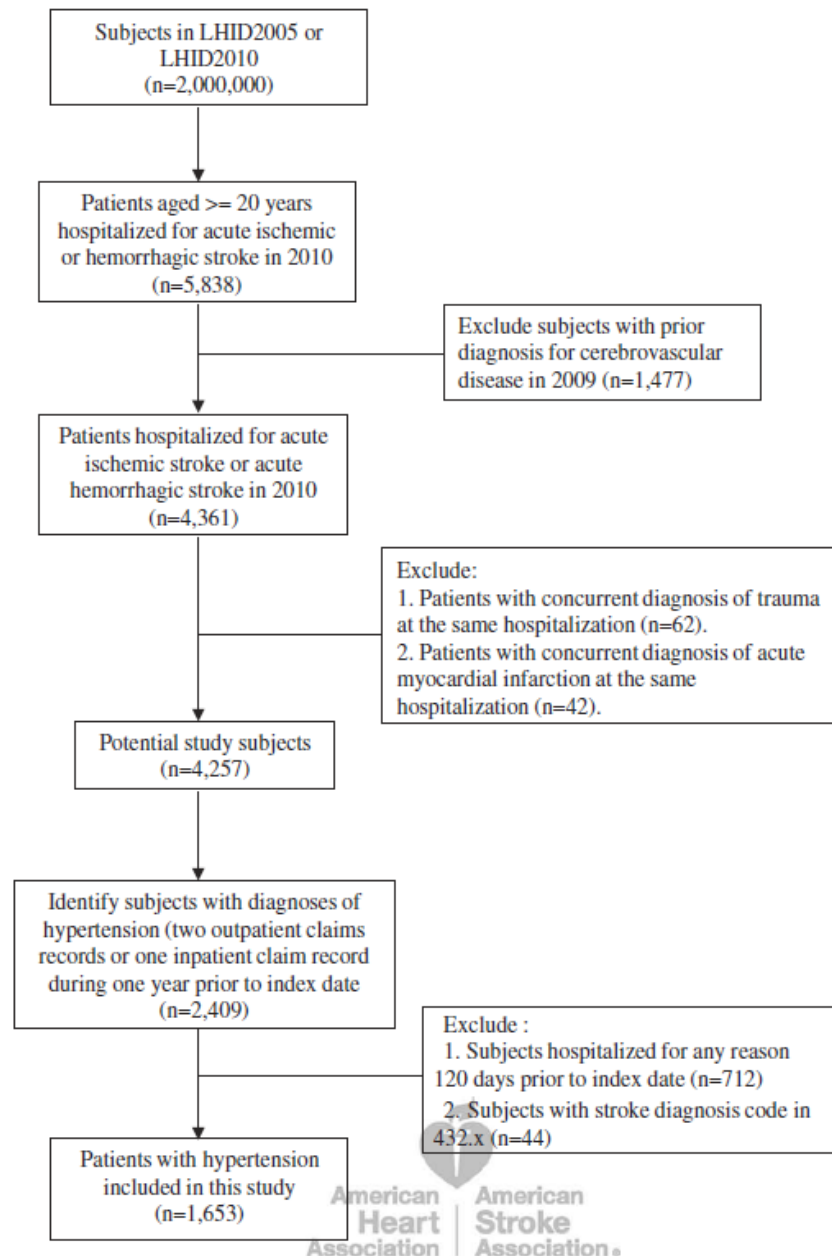 Subjects in LHID2005 or
LHID2010
(n=2,000,000)
Patients aged >= 20 years
hospitalized for acute ischemic
or hemorrhagic stroke in 2010
(n=5,838)
Exclude subjects with prior
diagnosis for cerebrovascular
disease in 2009 (n=1,477)
Patients hospitalized for acute
ischemic stroke or acute
hemorrhagic stroke in 2010
(n=4,361)
Exclude:
1. Patients with concurrent diagnosis of trauma
at the same hospitalization (n=62).
2. Patients with concurrent diagnosis of acute
myocardial infarction at the same
hospitalization (n=42).
Potential study subjects
(n=4,257)
Identify subjects with diagnoses of
hypertension (two outpatient claims
records or one inpatient claim record
during one year prior to index date
(n=2,409)
Exclude :
1. Subjects hospitalized for any reason
120 days prior to index date (n=712)
2. Subjects with stroke diagnosis code in
432.x (n=44)
Patients with hypertension
included in this study
(n=1,653)
American
Heart
Association
American
Stroke
Association.